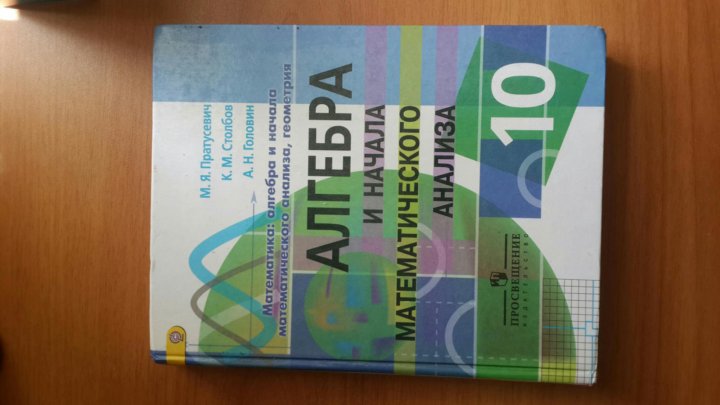 М. Я. Пратусевич
К. М. Столбов
А. Н. Головин
Математика: алгебра и начала
математического анализа, геометрия
АЛГЕБРА
И НАЧАЛА
МАТЕМАТИЧЕСКОГО
АНАЛИЗА
10
ПРОСВЕЩЕНИЕ
ИЗДАТЕЛЬСТВО